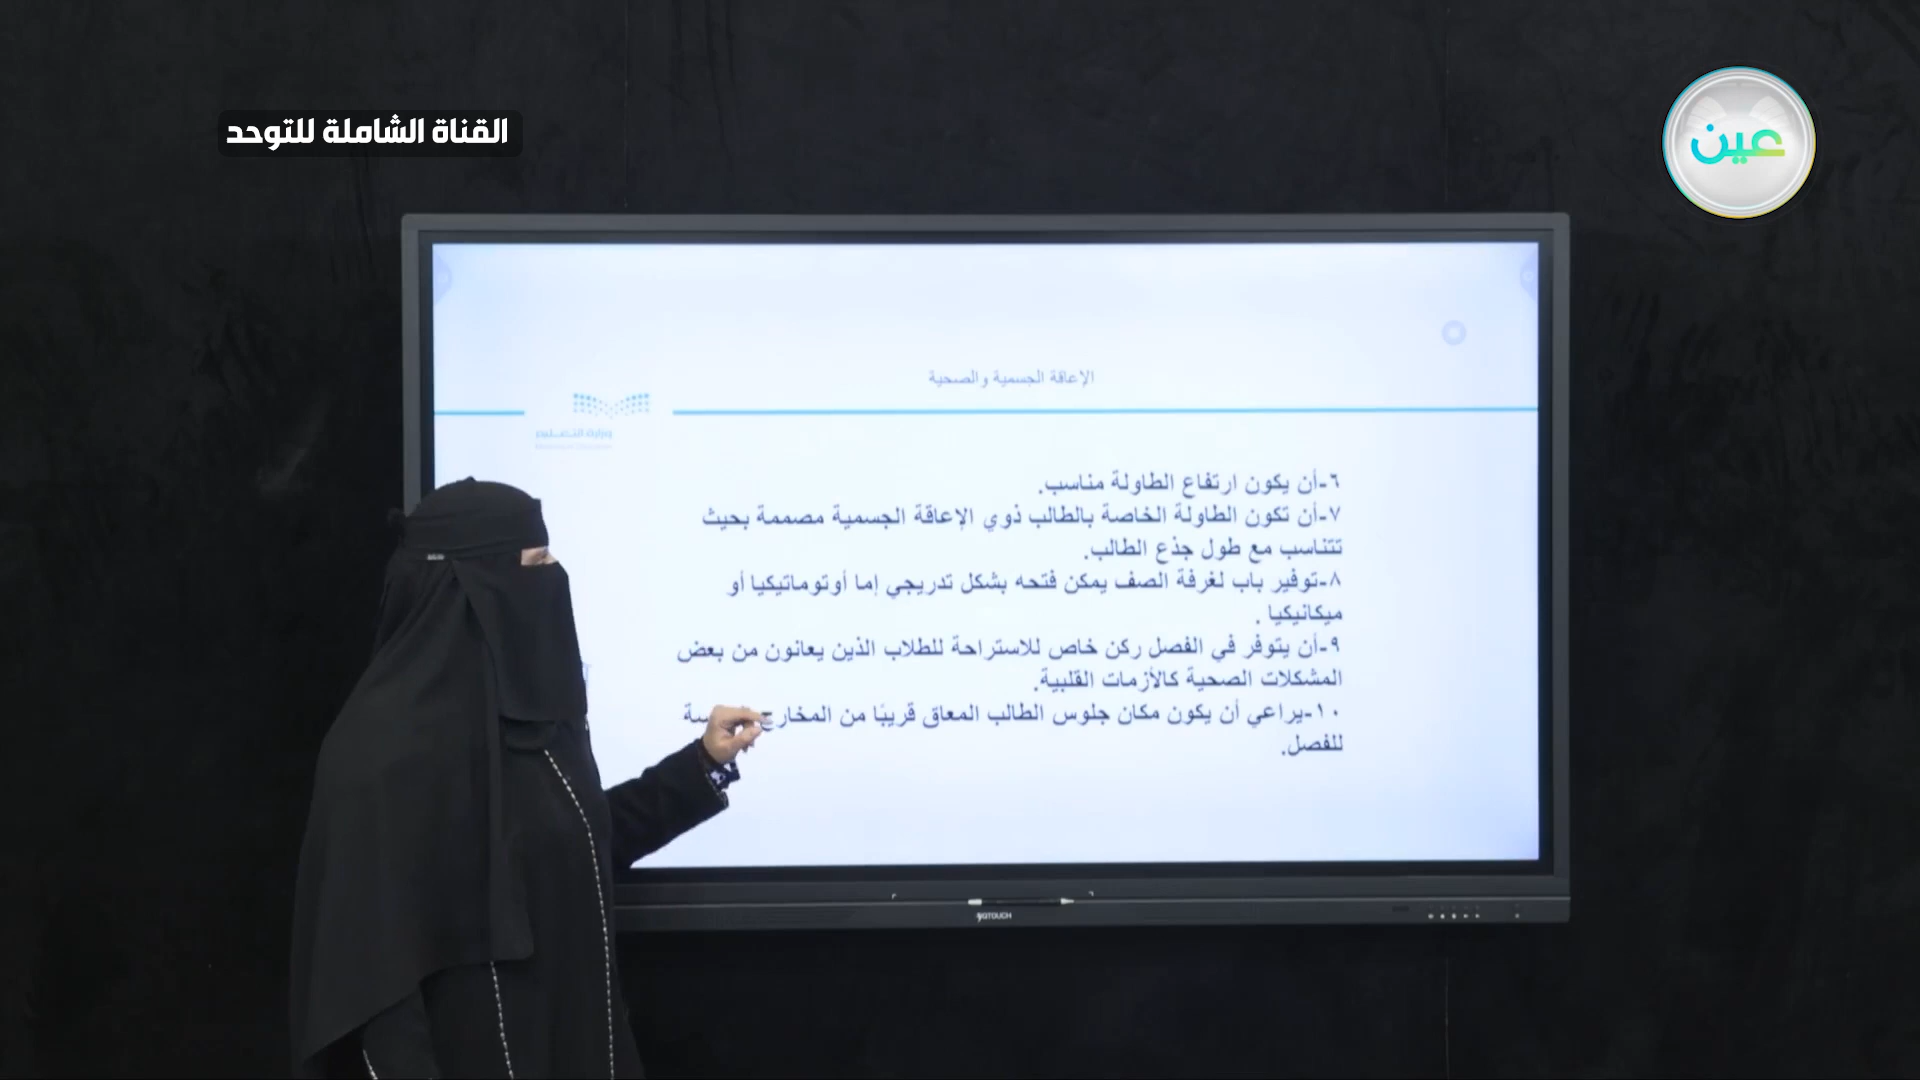 القناة الشاملة للتوحد
عين
الإعاقة الجسمية والصحية
وزارة التعليم
٦-أن يكون ارتفاع الطاولة مناسب.
٧-أن تكون الطاولة الخاصة بالطالب ذوي الإعاقة الجسمية مصممة بحيث
تتناسب مع طول جذع الطالب.
٨-توفير باب لغرفة الصف يمكن فتحه بشكل تدريجي إما أوتوماتيكيا أو
ميكانيكيا .
٩-أن يتوفر في الفصل ركن خاص للاستراحة للطلاب الذين يعانون من بعض
المشكلات الصحية كالأزمات القلبية.
١٠-يراعي أن يكون مكان جلوس الطالب المعاق قريبًا من المخارج
للفصل.